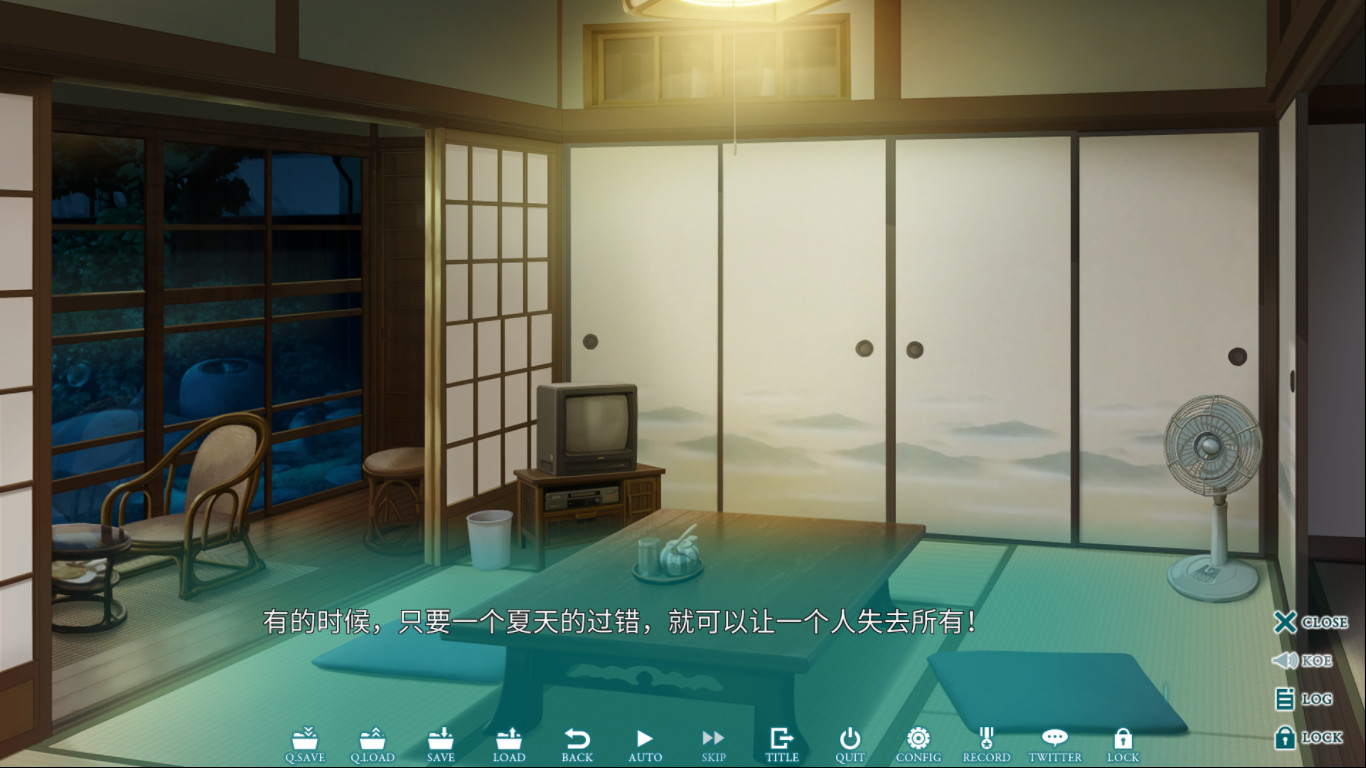 有的时候，只要一个夏天的过错，就可以让一个人失去所有！
CLOSE
KOE
LOG
LOCK
Q.SAVE Q.LOAD SAVE LOAD BACK AUTO SKIP TITLE QUIT CONFIG RECORD TWITTER LOCK